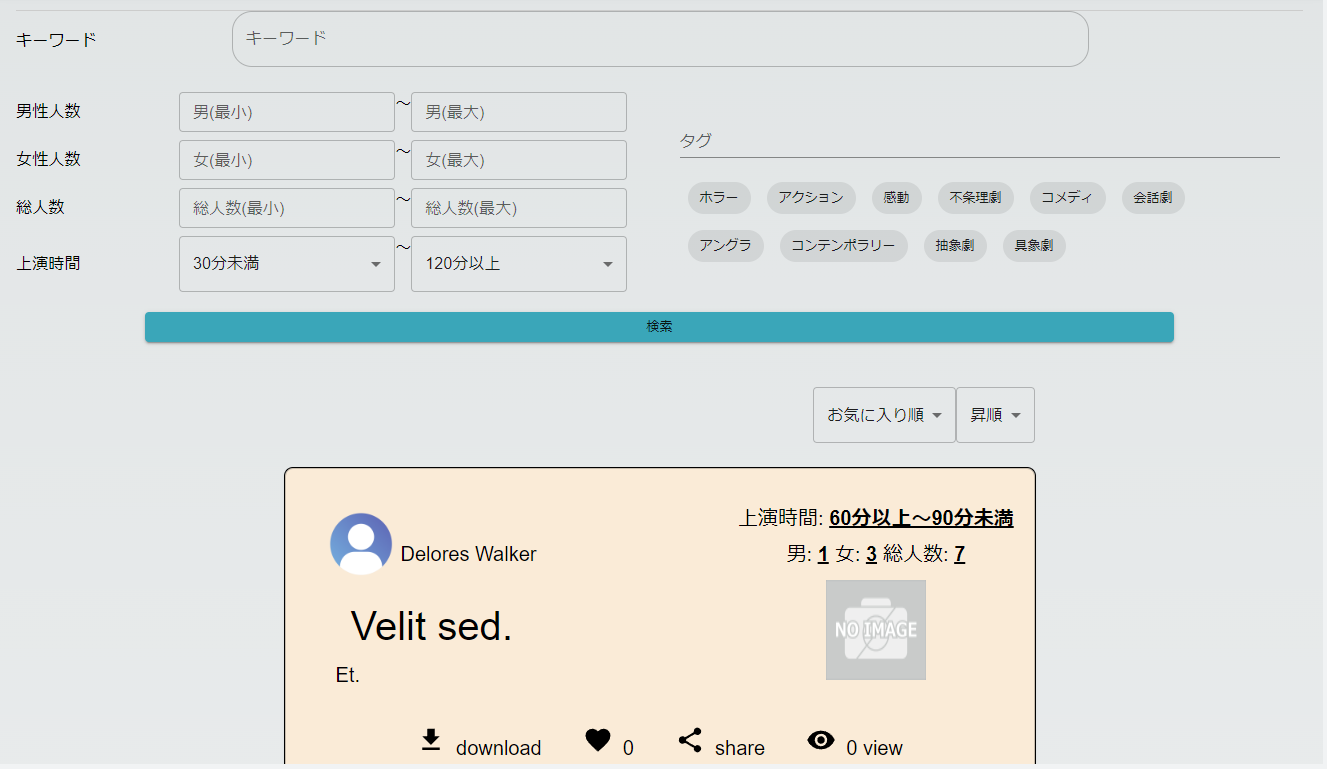 キーワード キーワード
男性人数 男(最小) ～ 男(最大)
女性人数 女(最小) ～ 女(最大)
総人数 総人数(最小) ～ 総人数(最大)
上演時間 30分未満 ～ 120分以上
タグ
ホラー アクション 感動 不条理劇 コメディ 会話劇
アングラ コンテンポラリー 抽象劇 具象劇
検索
お気に入り順 昇順
上演時間: 60分以上～90分未満
男: 1 女: 3 総人数: 7
Delores Walker
NO IMAGE
Velit sed.
Et.
download 0 share 0 view